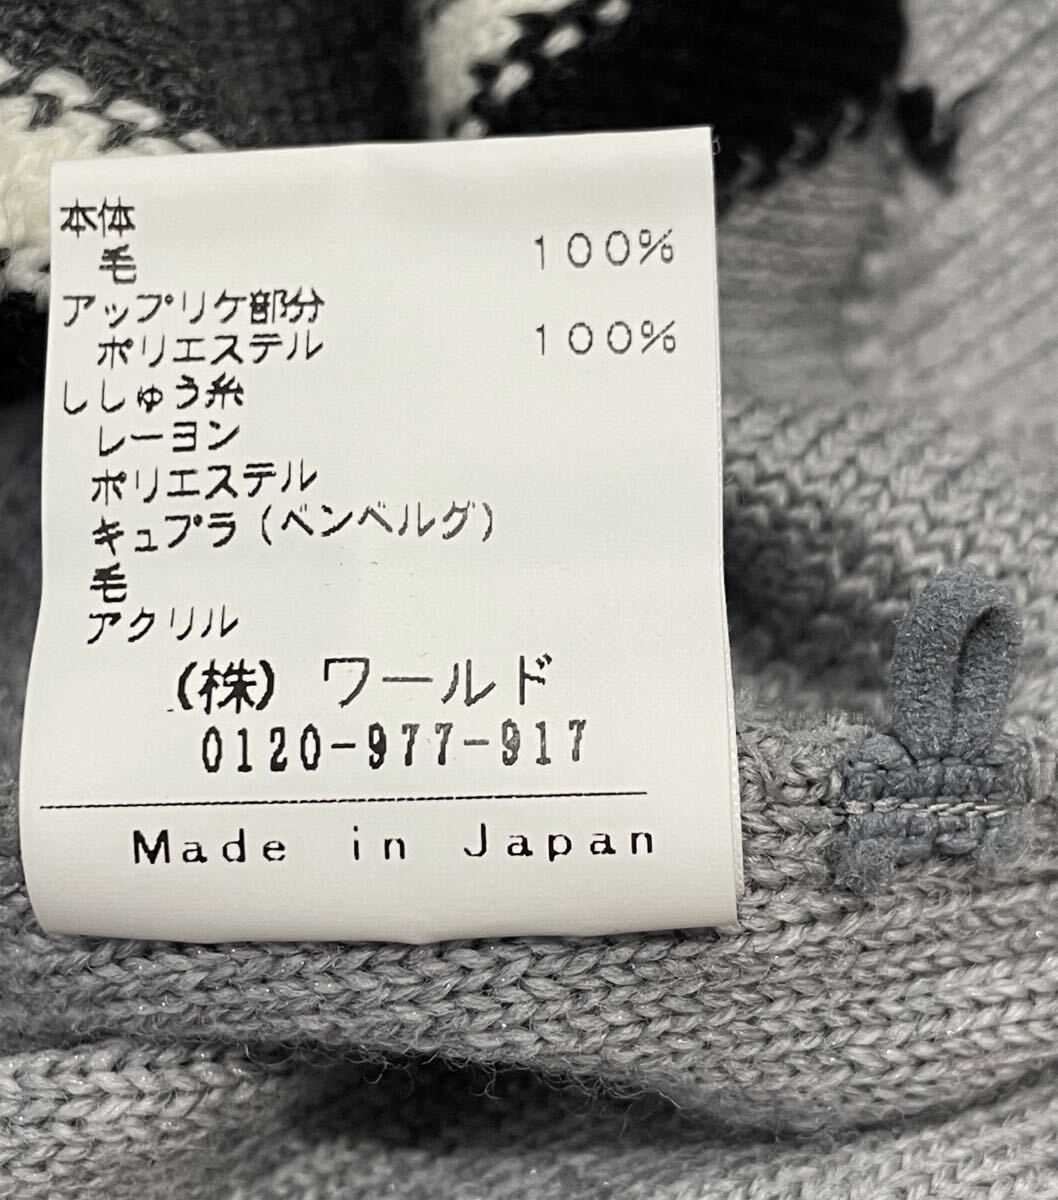 本体
毛 100%
アップリケ部分
ポリエステル 100%
ししゅう糸
レーヨン
ポリエステル
キュプラ(ベンベルグ)
毛
アクリル
(株) ワールド
0120-977-917
Made in Japan